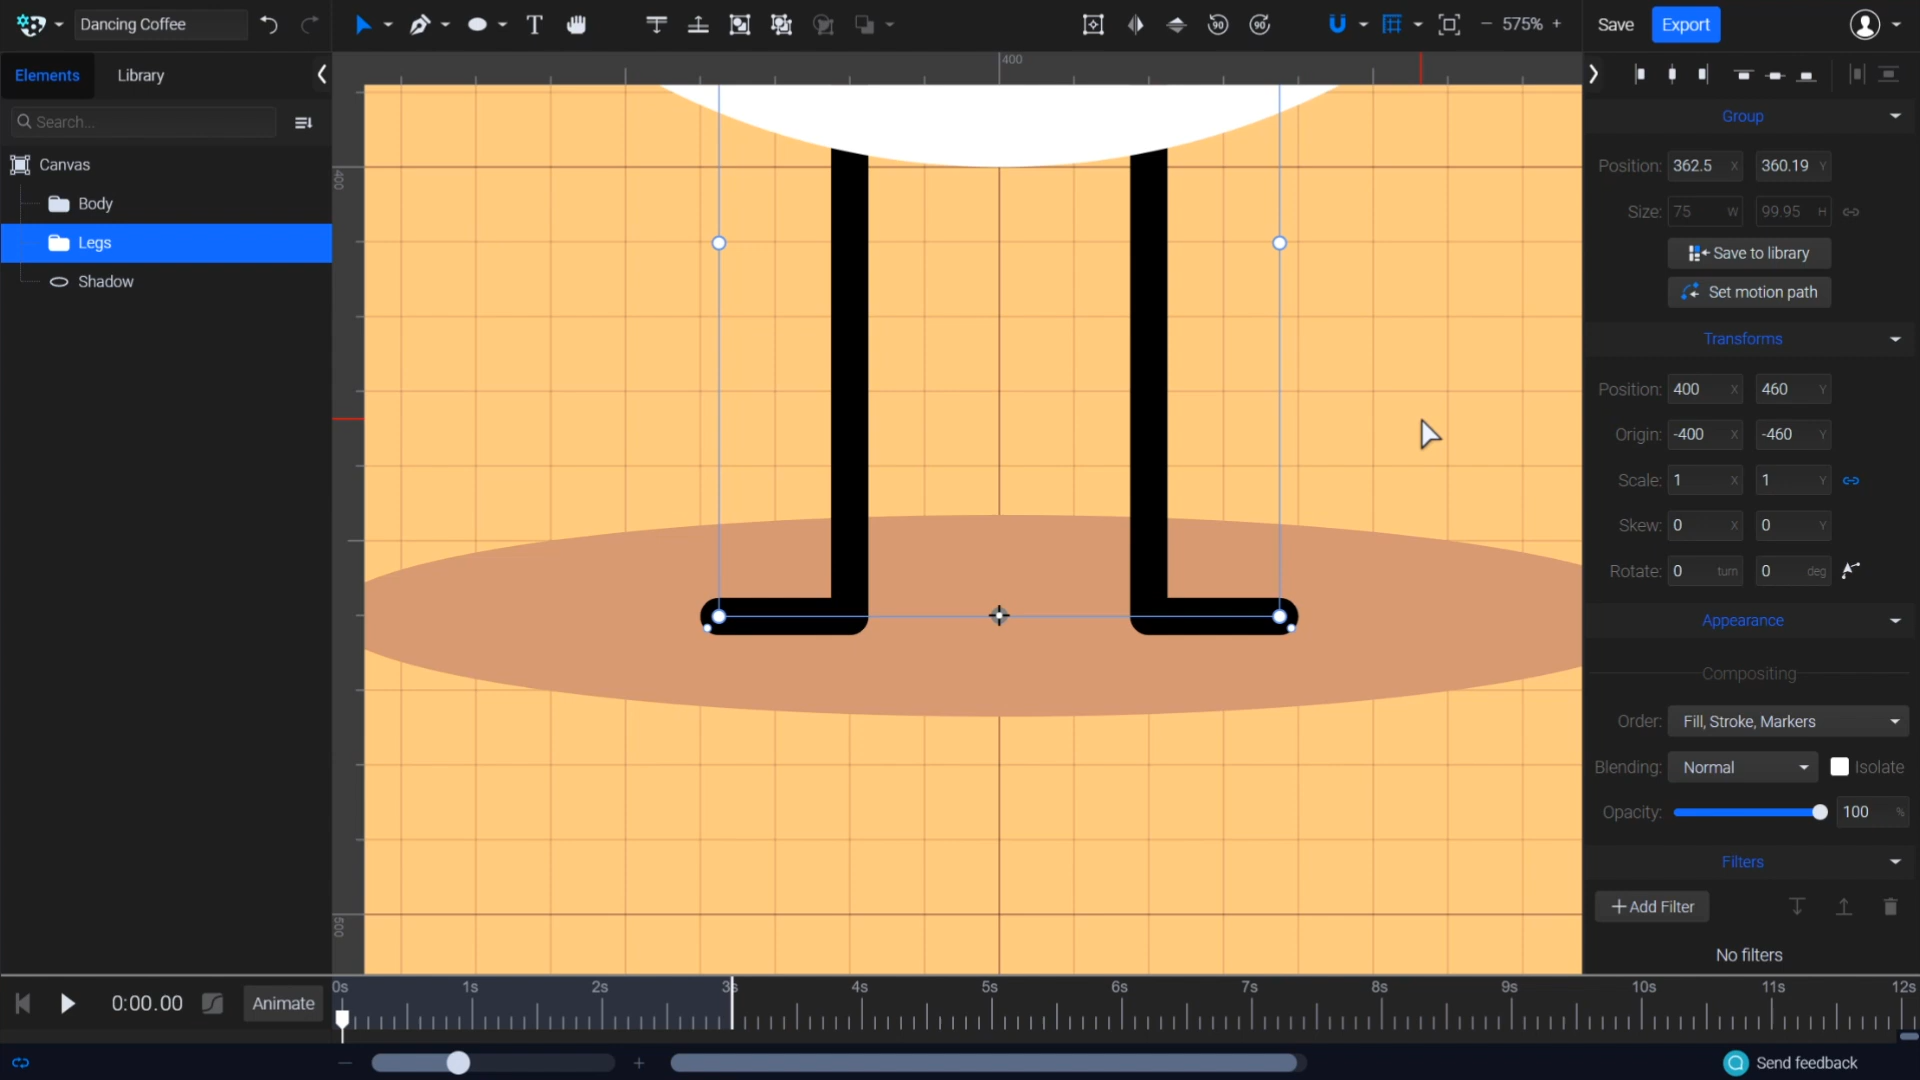 Dancing Coffee
575%
Save
Export
Elements
Library
Search...
Canvas
Body
Legs
Shadow
400
400
500
Group
Position: 362.5 X 360.19 Y
Size: 75 W 99.95 H
Save to library
Set motion path
Transforms
Position: 400 X 460 Y
Origin: -400 X -460 Y
Scale: 1 X 1 Y
Skew: 0 X 0 Y
Rotate: 0 turn 0 deg
Appearance
Compositing
Order: Fill, Stroke, Markers
Blending: Normal Isolate
Opacity: 100 %
Filters
Add Filter
No filters
0:00.00
Animate
0s 1s 2s 3s 4s 5s 6s 7s 8s 9s 10s 11s 12s
Send feedback